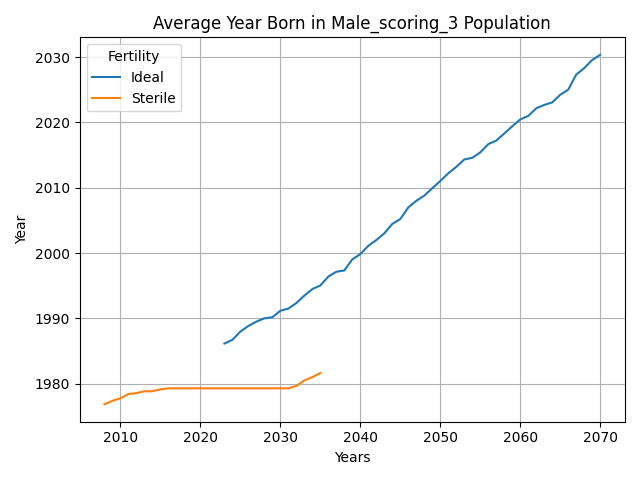 Average Year Born in Male_scoring_3 Population
Fertility
Ideal
Sterile
Year
2030
2020
2010
2000
1990
1980
2010 2020 2030 2040 2050 2060 2070
Years